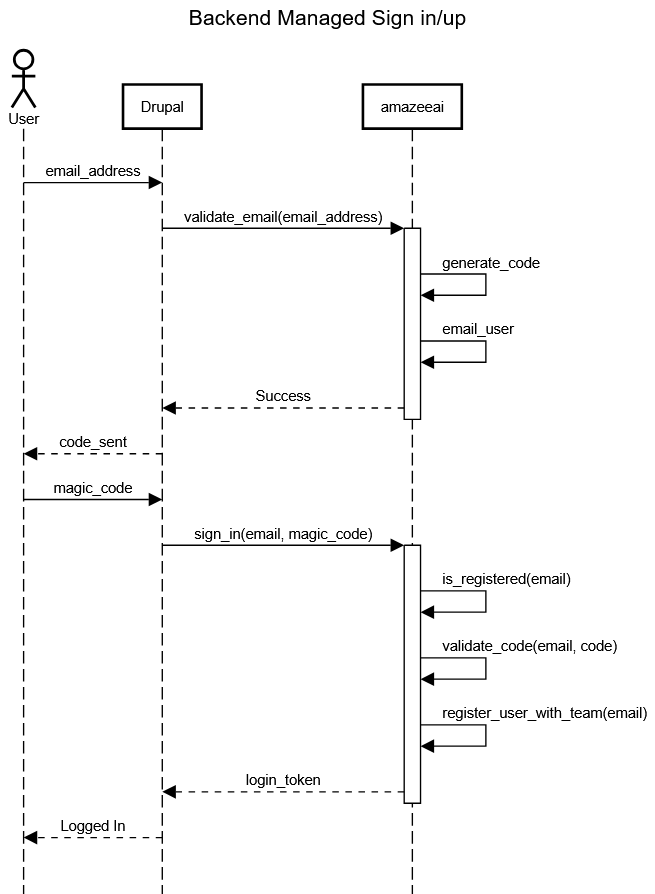 Backend Managed Sign in/up
User
Drupal
amazeeai
email_address
validate_email(email_address)
generate_code
email_user
Success
code_sent
magic_code
sign_in(email, magic_code)
is_registered(email)
validate_code(email, code)
register_user_with_team(email)
login_token
Logged In